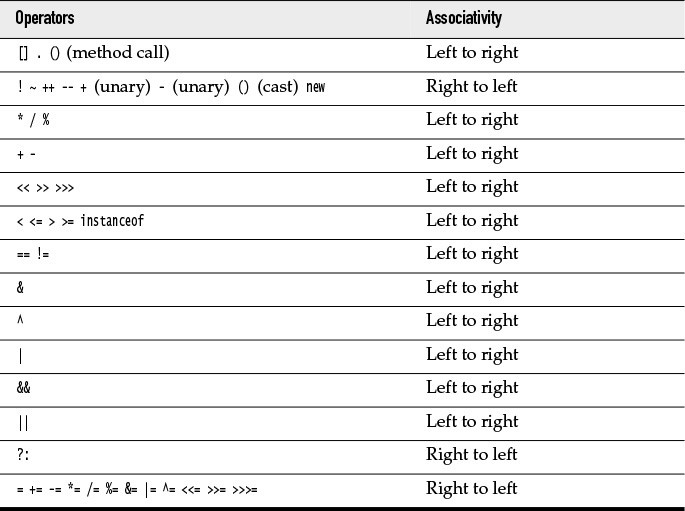 Operators Associativity
[] . () (method call) Left to right
! ~ ++ -- + (unary) - (unary) () (cast) new Right to left
* / % Left to right
+ - Left to right
<< >> >>> Left to right
< <= > >= instanceof Left to right
== != Left to right
& Left to right
^ Left to right
| Left to right
&& Left to right
|| Left to right
?: Right to left
= += -= *= /= %= &= |= ^= <<= >>= >>>= Right to left